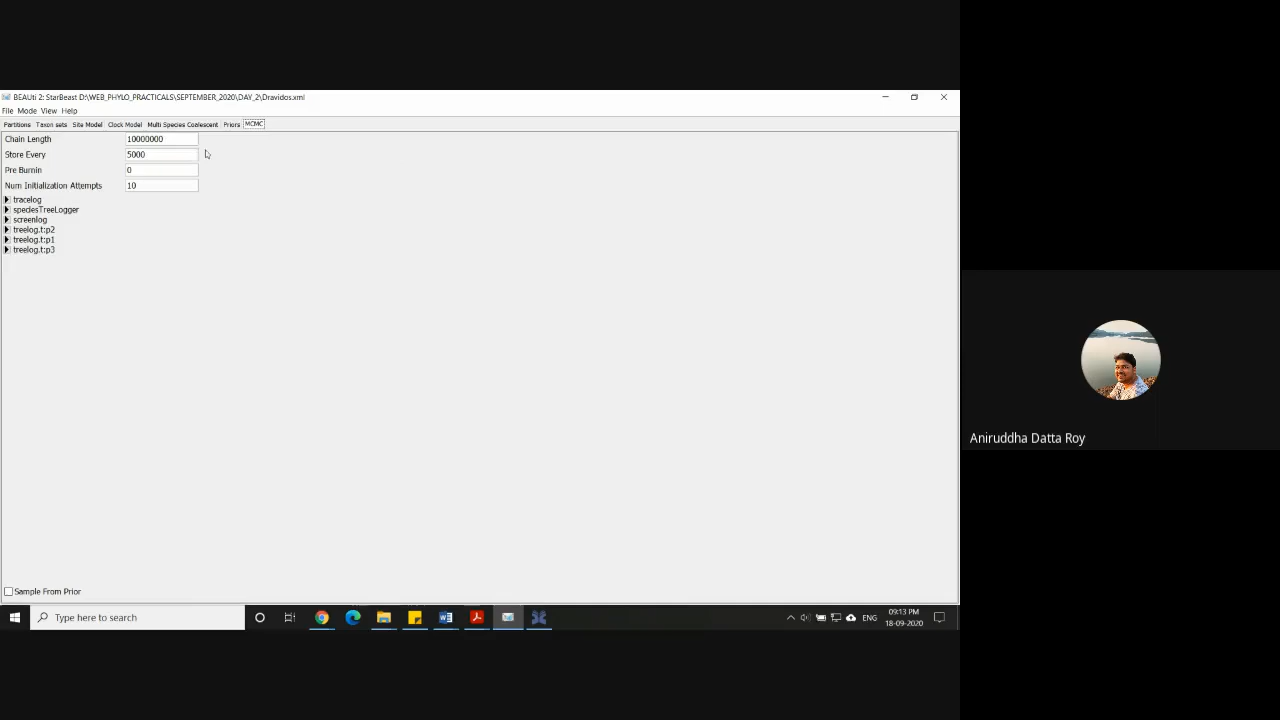 BEAUti 2: StarBeast D:\WEB_PHYLO_PRACTICALS\SEPTEMBER_2020\DAY_2\Dravidos.xml
File Mode View Help
Partitions Taxon sets Site Model Clock Model Multi Species Coalescent Priors MCMC
Chain Length 10000000
Store Every 5000
Pre Burnin 0
Num Initialization Attempts 10
tracelog
speciesTreeLogger
screenlog
treelog.t:p2
treelog.t:p1
treelog.t:p3
Aniruddha Datta Roy
Sample From Prior
Type here to search
ENG
09:13 PM
18-09-2020